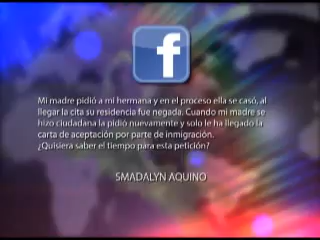 f
Mi madre pidió a mi hermana y en el proceso ella se casó, al
llegar la cita su residencia fue negada. Cuando mi madre se
hizo ciudadana la pidió nuevamente y solo le ha llegado la
carta de aceptación por parte de inmigración.
¿Quisiera saber el tiempo para esta petición?
SMADALYN AQUINO